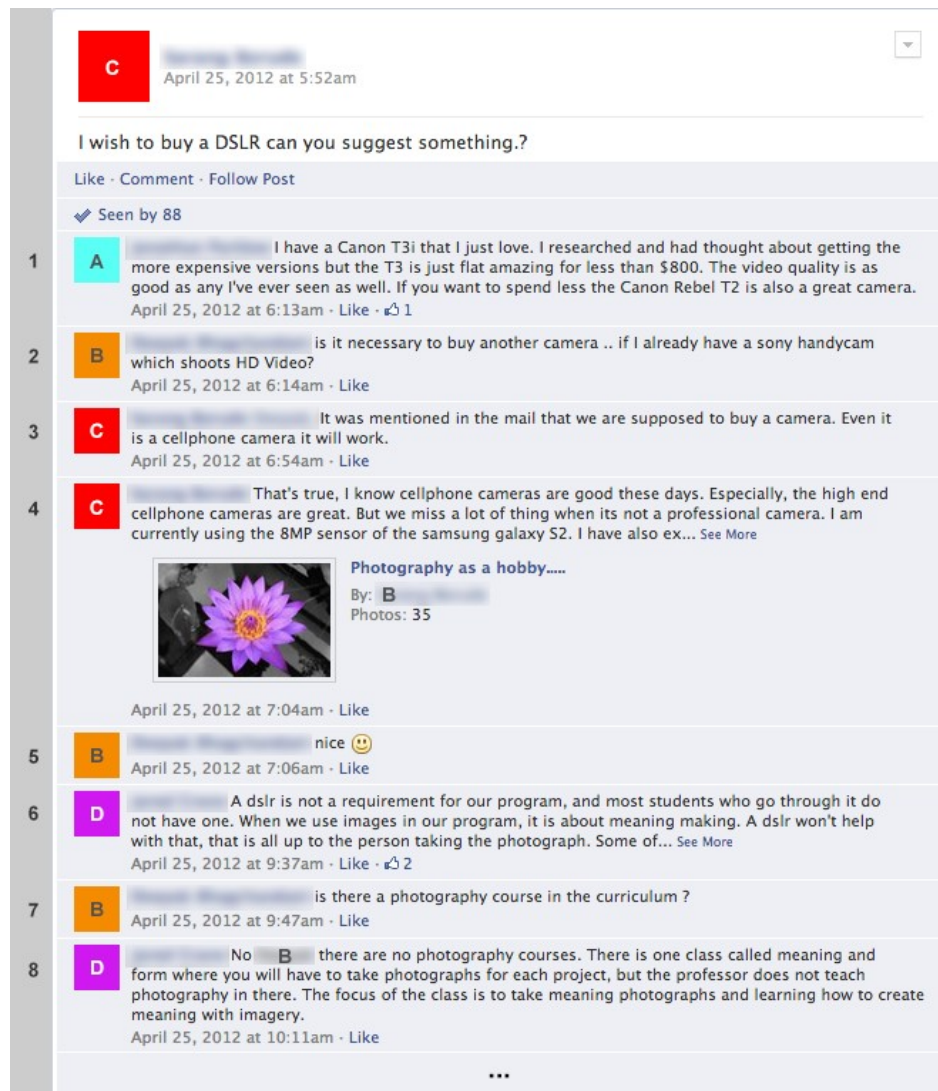 C
April 25, 2012 at 5:52am
I wish to buy a DSLR can you suggest something.?
Like · Comment · Follow Post
Seen by 88
1
A
I have a Canon T3i that I just love. I researched and had thought about getting the
more expensive versions but the T3 is just flat amazing for less than $800. The video quality is as
good as any I've ever seen as well. If you want to spend less the Canon Rebel T2 is also a great camera.
April 25, 2012 at 6:13am · Like · 1
2
B
is it necessary to buy another camera .. if I already have a sony handycam
which shoots HD Video?
April 25, 2012 at 6:14am · Like
3
C
It was mentioned in the mail that we are supposed to buy a camera. Even it
is a cellphone camera it will work.
April 25, 2012 at 6:54am · Like
4
C
That's true, I know cellphone cameras are good these days. Especially, the high end
cellphone cameras are great. But we miss a lot of thing when its not a professional camera. I am
currently using the 8MP sensor of the samsung galaxy S2. I have also ex... See More
Photography as a hobby.....
By: B
Photos: 35
April 25, 2012 at 7:04am · Like
5
B
nice
April 25, 2012 at 7:06am · Like
6
D
A dslr is not a requirement for our program, and most students who go through it do
not have one. When we use images in our program, it is about meaning making. A dslr won't help
with that, that is all up to the person taking the photograph. Some of... See More
April 25, 2012 at 9:37am · Like · 2
7
B
is there a photography course in the curriculum ?
April 25, 2012 at 9:47am · Like
8
D
No B there are no photography courses. There is one class called meaning and
form where you will have to take photographs for each project, but the professor does not teach
photography in there. The focus of the class is to take meaning photographs and learning how to create
meaning with imagery.
April 25, 2012 at 10:11am · Like
...